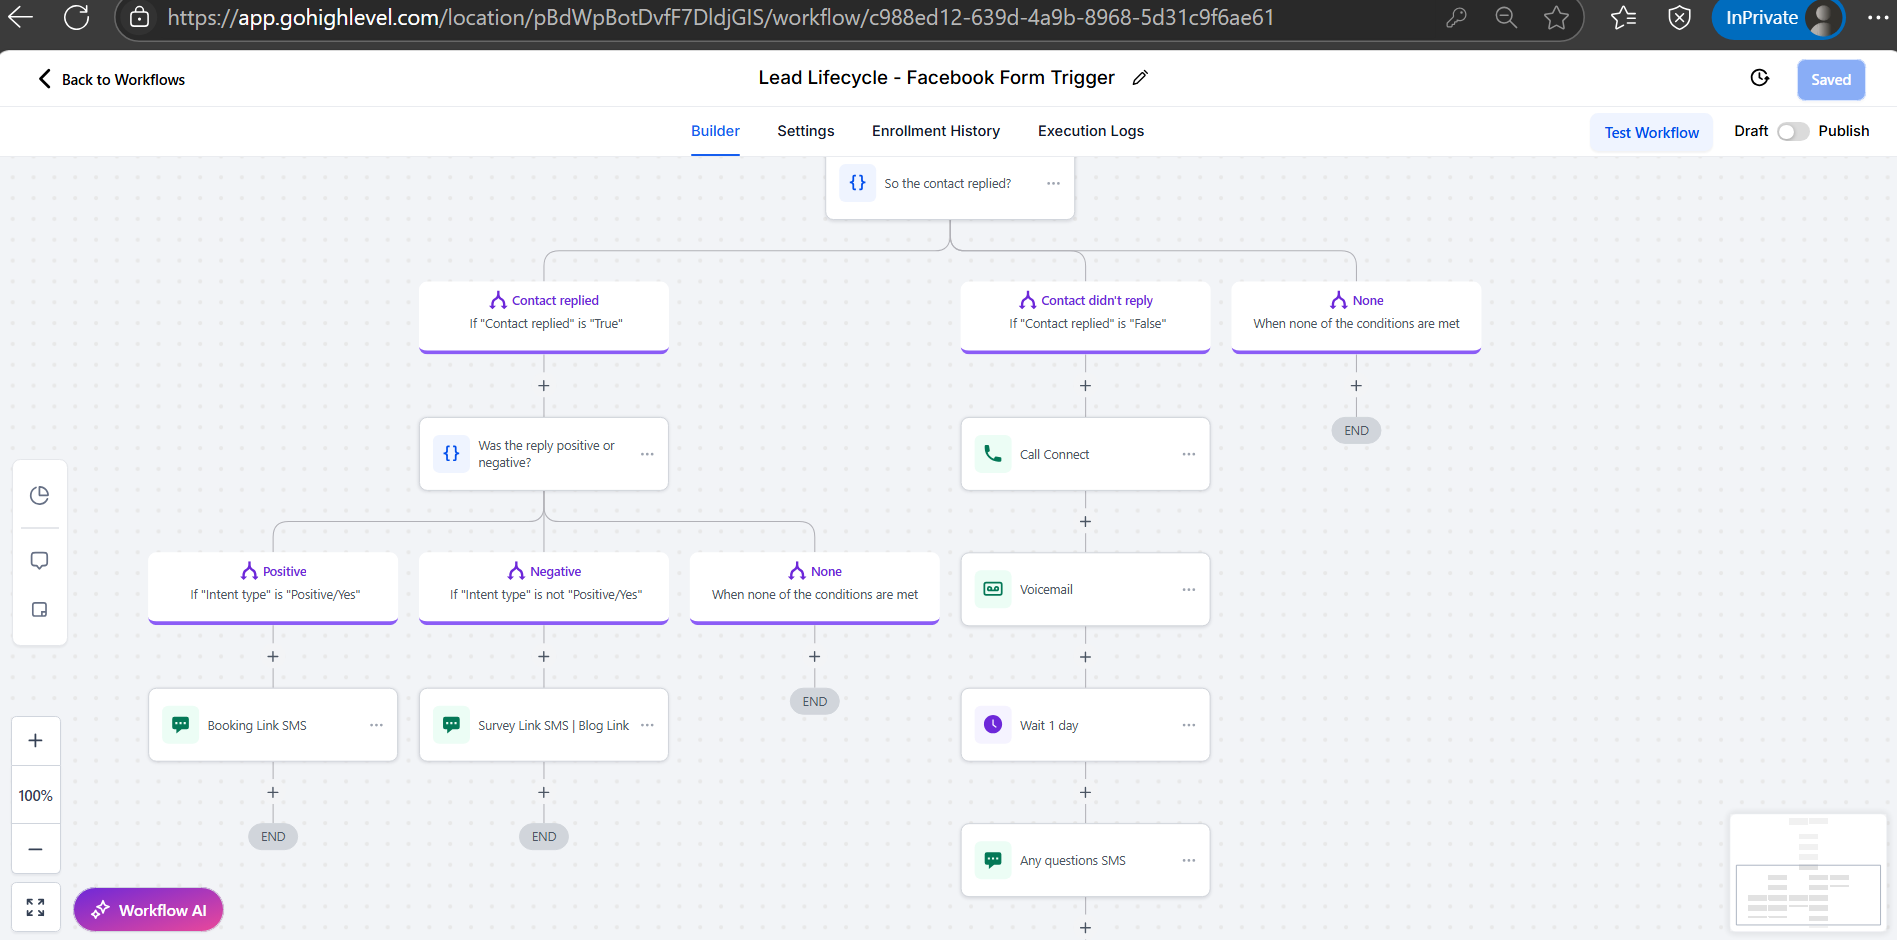 https://app.gohighlevel.com/location/pBdWpBotDvfF7DldjGIS/workflow/c988ed12-639d-4a9b-8968-5d31c9f6ae61
InPrivate
Back to Workflows
Lead Lifecycle - Facebook Form Trigger
Saved
Builder
Settings
Enrollment History
Execution Logs
Test Workflow
Draft
Publish
{} So the contact replied?
Contact replied
If "Contact replied" is "True"
Contact didn't reply
If "Contact replied" is "False"
None
When none of the conditions are met
END
{} Was the reply positive or
negative?
Call Connect
Positive
If "Intent type" is "Positive/Yes"
Negative
If "Intent type" is not "Positive/Yes"
None
When none of the conditions are met
Voicemail
Booking Link SMS
Survey Link SMS | Blog Link
END
Wait 1 day
100%
END
END
Any questions SMS
Workflow AI